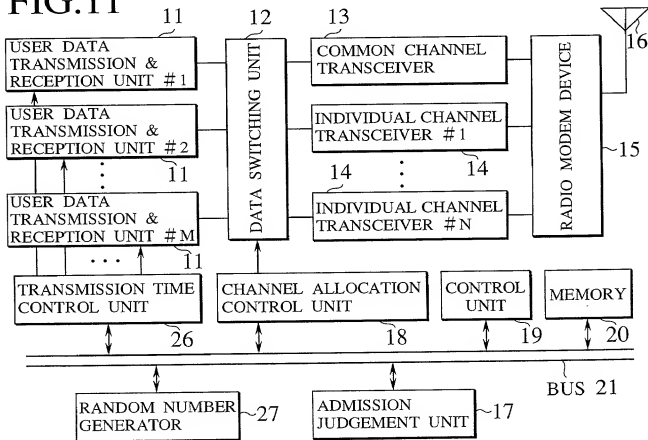 FIG.11
11
12
13
16
USER DATA
TRANSMISSION &
RECEPTION UNIT #1
DATA SWITCHING UNIT
COMMON CHANNEL
TRANSCEIVER
RADIO MODEM DEVICE
USER DATA
TRANSMISSION &
RECEPTION UNIT #2
INDIVIDUAL CHANNEL
TRANSCEIVER #1
15
11
14
14
USER DATA
TRANSMISSION &
RECEPTION UNIT #M
INDIVIDUAL CHANNEL
TRANSCEIVER #N
11
TRANSMISSION TIME
CONTROL UNIT
CHANNEL ALLOCATION
CONTROL UNIT
CONTROL
UNIT
MEMORY
26
18
19
20
BUS 21
RANDOM NUMBER
GENERATOR
27
ADMISSION
JUDGEMENT UNIT
17